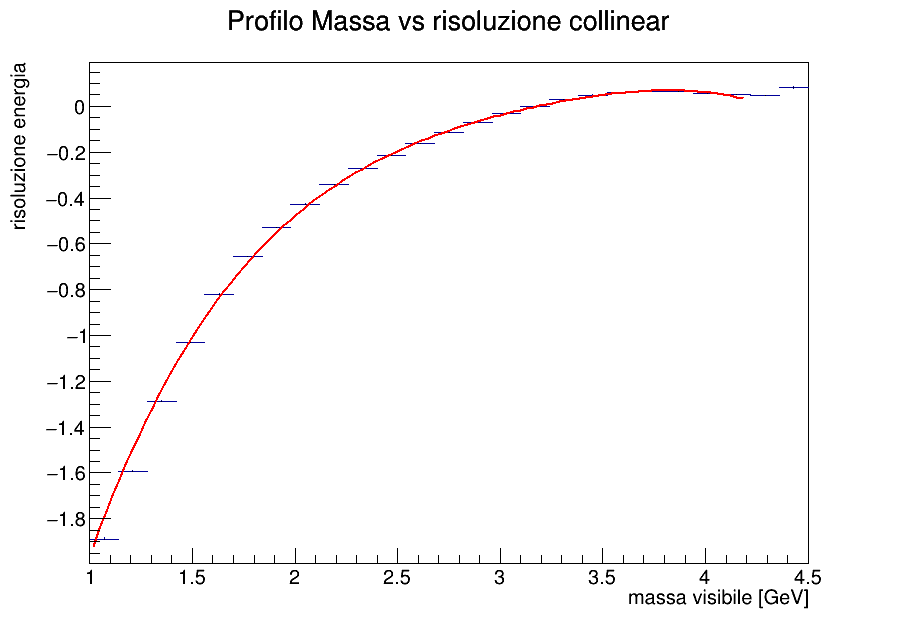 Profilo Massa vs risoluzione collinear
risoluzione energia
0
−0.2
−0.4
−0.6
−0.8
−1
−1.2
−1.4
−1.6
−1.8
1 1.5 2 2.5 3 3.5 4 4.5
massa visibile [GeV]